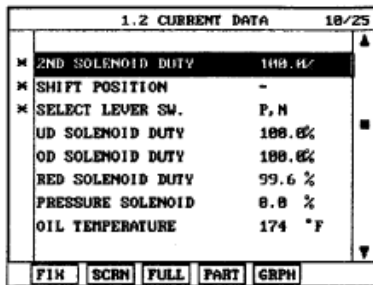 1.2 CURRENT DATA 10/25
* 2ND SOLENOID DUTY 100.0%
* SHIFT POSITION -
* SELECT LEVER SW. P,N
UD SOLENOID DUTY 100.0%
OD SOLENOID DUTY 100.0%
RED SOLENOID DUTY 99.6 %
PRESSURE SOLENOID 0.0 %
OIL TEMPERATURE 174 °F
FIX SCRN FULL PART GRPH